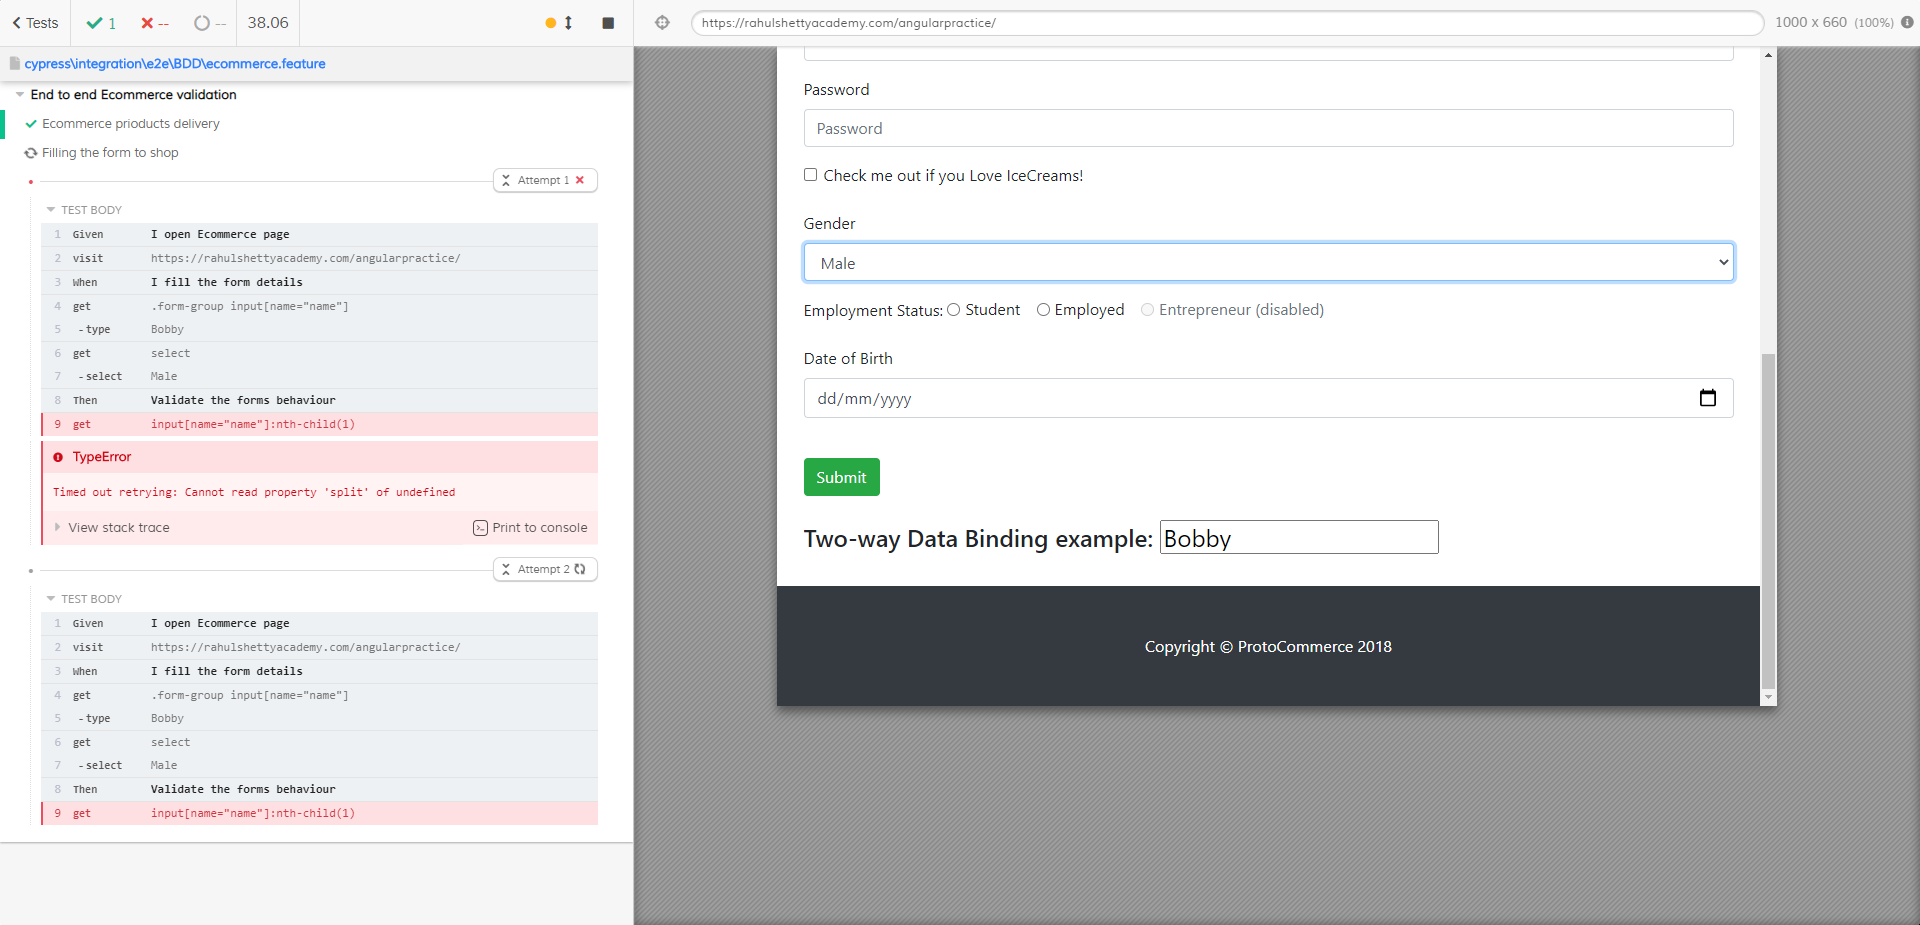 Tests 1 -- -- 38.06
cypress\integration\e2e\BDD\ecommerce.feature
End to end Ecommerce validation
Ecommerce prioducts delivery
Filling the form to shop
Attempt 1
TEST BODY
1 Given I open Ecommerce page
2 visit https://rahulshettyacademy.com/angularpractice/
3 When I fill the form details
4 get .form-group input[name="name"]
5 -type Bobby
6 get select
7 -select Male
8 Then Validate the forms behaviour
9 get input[name="name"]:nth-child(1)
TypeError
Timed out retrying: Cannot read property 'split' of undefined
View stack trace Print to console
Attempt 2
TEST BODY
1 Given I open Ecommerce page
2 visit https://rahulshettyacademy.com/angularpractice/
3 When I fill the form details
4 get .form-group input[name="name"]
5 -type Bobby
6 get select
7 -select Male
8 Then Validate the forms behaviour
9 get input[name="name"]:nth-child(1)
https://rahulshettyacademy.com/angularpractice/ 1000 x 660 (100%)
Password
Password
Check me out if you Love IceCreams!
Gender
Male
Employment Status: Student Employed Entrepreneur (disabled)
Date of Birth
dd/mm/yyyy
Submit
Two-way Data Binding example: Bobby
Copyright © ProtoCommerce 2018